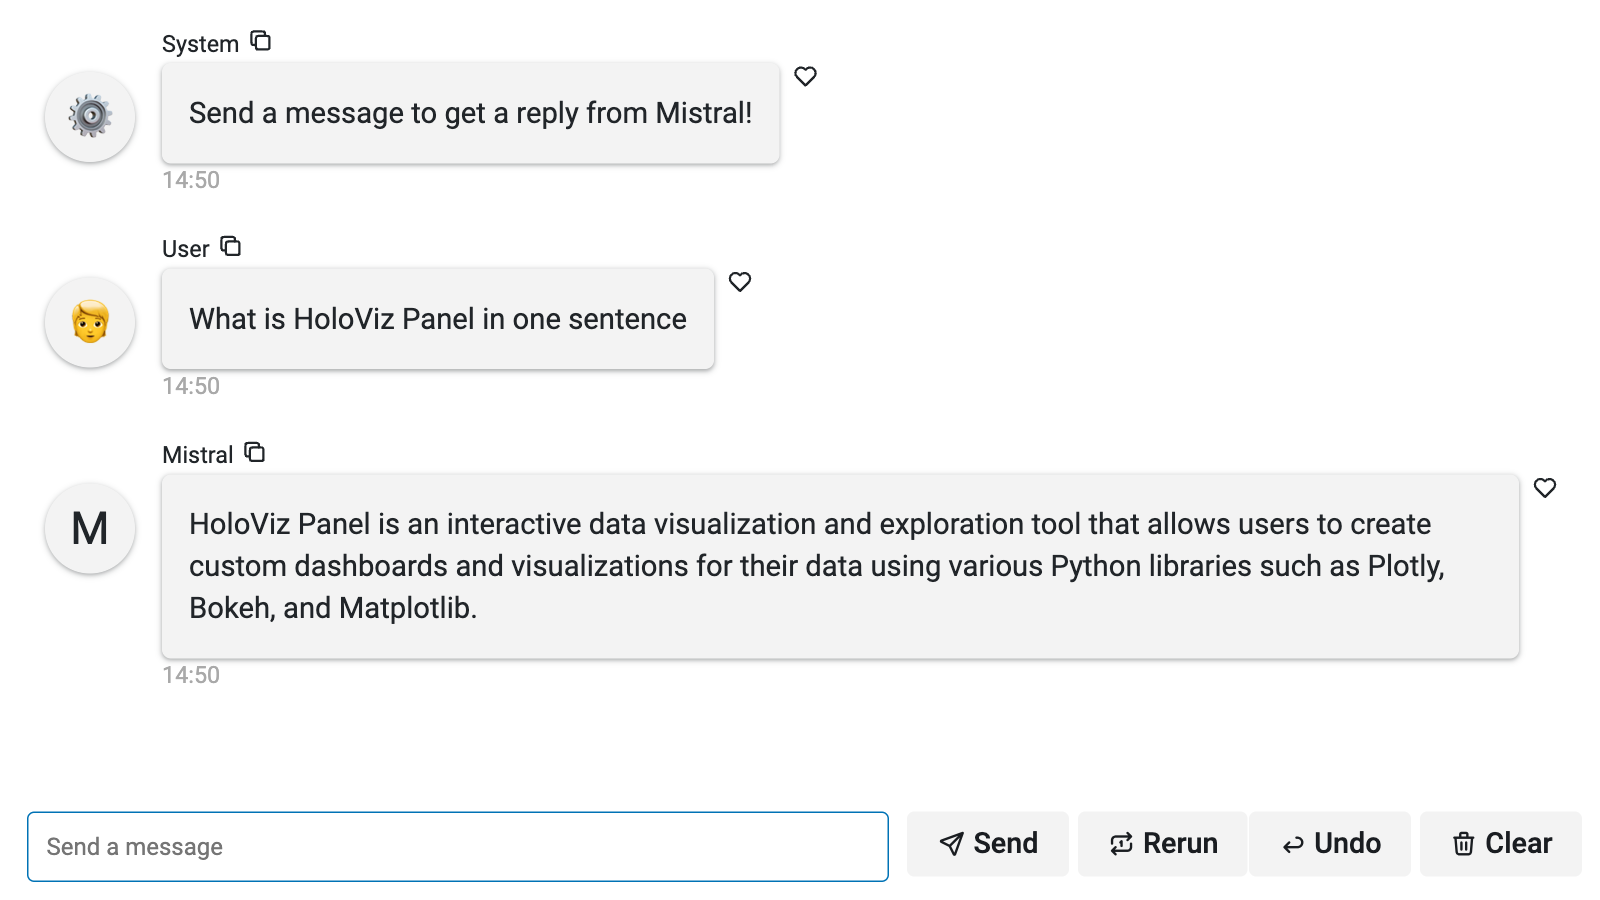 System
Send a message to get a reply from Mistral!
14:50
User
What is HoloViz Panel in one sentence
14:50
Mistral
M
HoloViz Panel is an interactive data visualization and exploration tool that allows users to create
custom dashboards and visualizations for their data using various Python libraries such as Plotly,
Bokeh, and Matplotlib.
14:50
Send a message
Send
Rerun
Undo
Clear